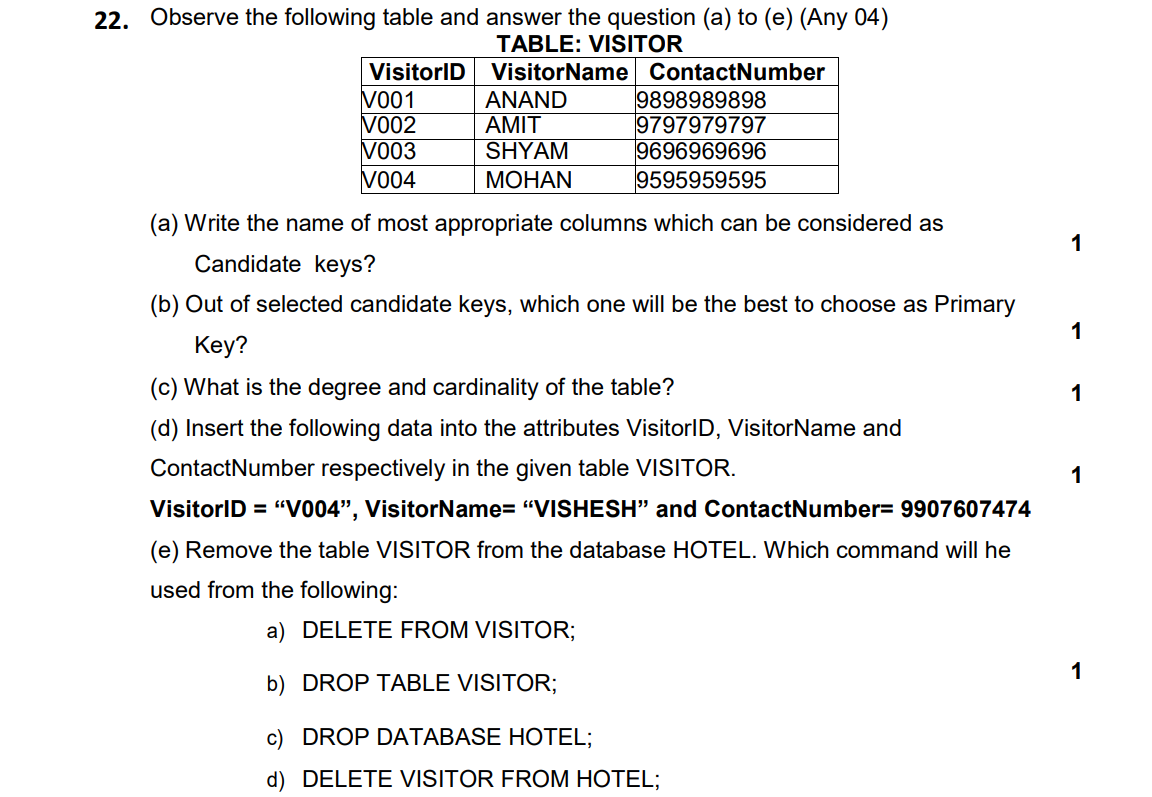 22. Observe the following table and answer the question (a) to (e) (Any 04)
TABLE: VISITOR
VisitorID VisitorName ContactNumber
V001 ANAND 9898989898
V002 AMIT 9797979797
V003 SHYAM 9696969696
V004 MOHAN 9595959595
(a) Write the name of most appropriate columns which can be considered as
1
Candidate keys?
(b) Out of selected candidate keys, which one will be the best to choose as Primary
1
Key?
(c) What is the degree and cardinality of the table? 1
(d) Insert the following data into the attributes VisitorID, VisitorName and
ContactNumber respectively in the given table VISITOR. 1
VisitorID = “V004”, VisitorName= “VISHESH” and ContactNumber= 9907607474
(e) Remove the table VISITOR from the database HOTEL. Which command will he
used from the following:
a) DELETE FROM VISITOR;
1
b) DROP TABLE VISITOR;
c) DROP DATABASE HOTEL;
d) DELETE VISITOR FROM HOTEL;